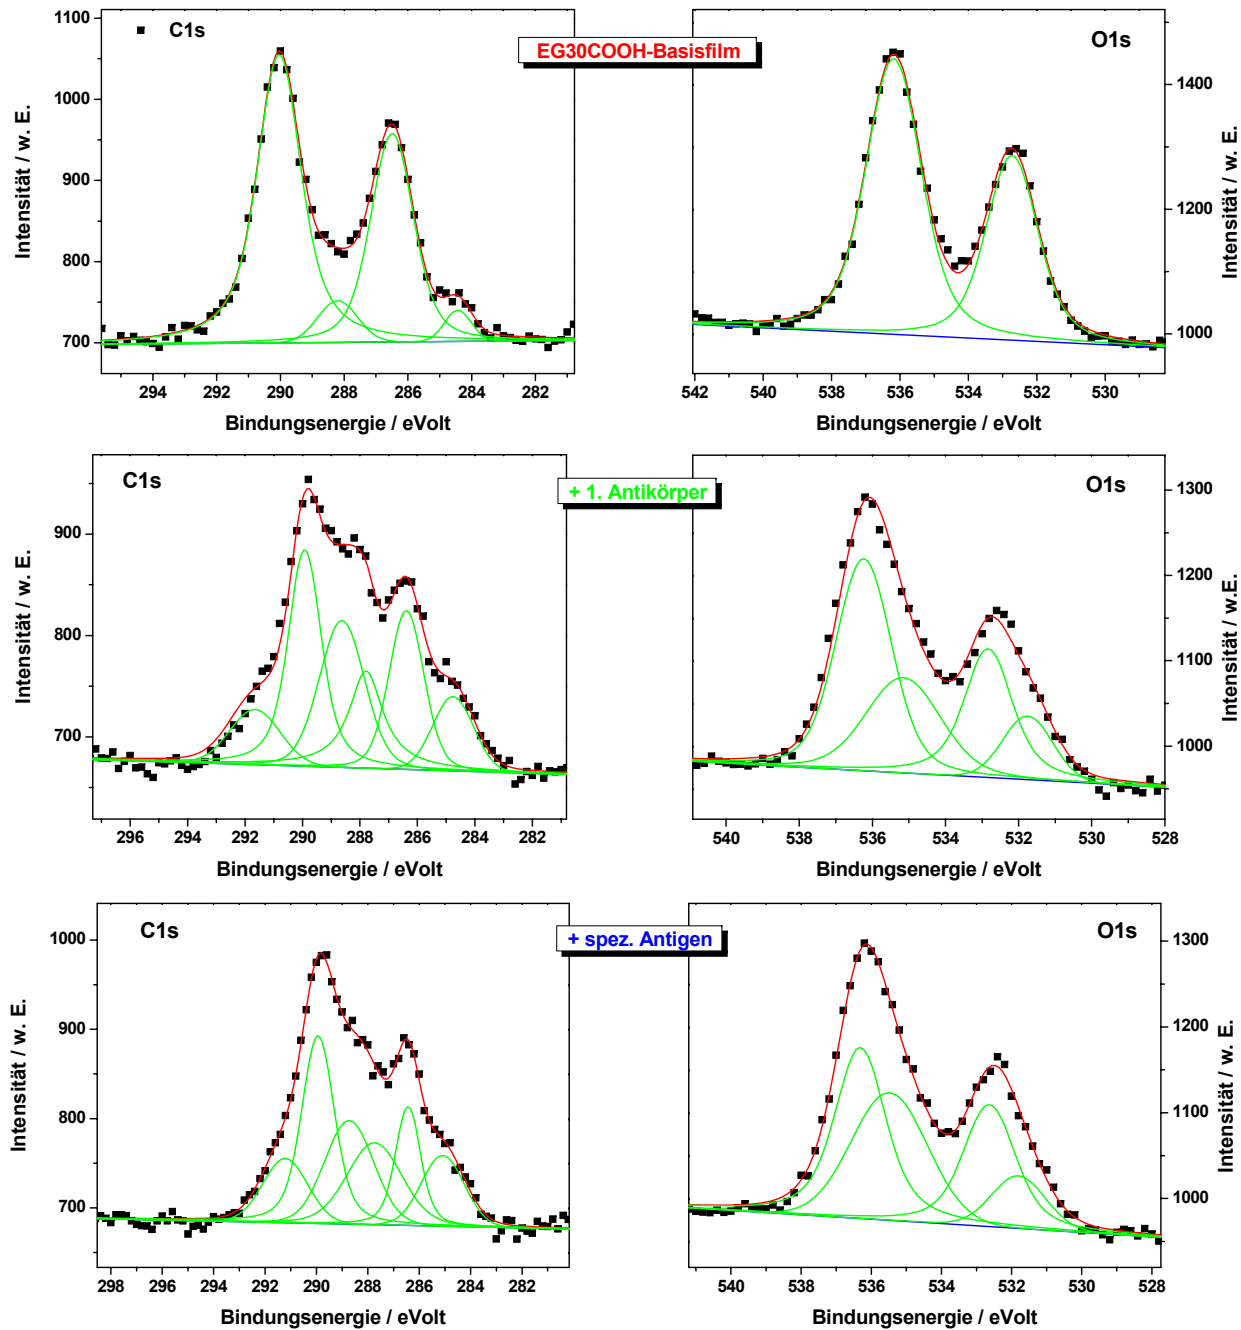 C1s
EG30COOH-Basisfilm
O1s
Intensität / w. E.
1100
1000
900
800
700
294 292 290 288 286 284 282
Bindungsenergie / eVolt
Intensität / w. E.
1400
1200
1000
542 540 538 536 534 532 530
Bindungsenergie / eVolt
C1s
+ 1. Antikörper
O1s
Intensität / w. E.
900
800
700
296 294 292 290 288 286 284 282
Bindungsenergie / eVolt
Intensität / w.E.
1300
1200
1100
1000
540 538 536 534 532 530 528
Bindungsenergie / eVolt
C1s
+ spez. Antigen
O1s
Intensität / w. E.
1000
900
800
700
298 296 294 292 290 288 286 284 282
Bindungsenergie / eVolt
Intensität / w. E.
1300
1200
1100
1000
540 538 536 534 532 530 528
Bindungsenergie / eVolt